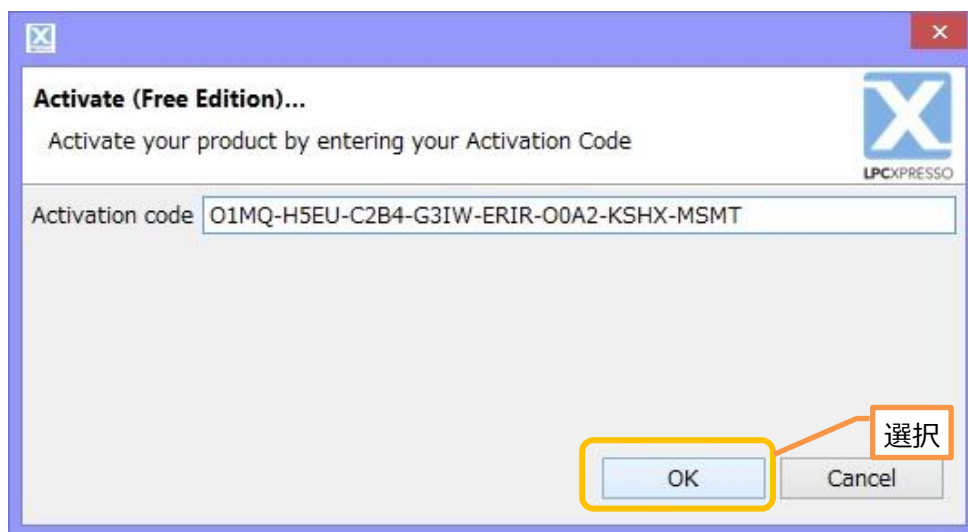 Activate (Free Edition)...
Activate your product by entering your Activation Code
LPCXPRESSO
Activation code O1MQ-H5EU-C2B4-G3IW-ERIR-O0A2-KSHX-MSMT
選択
OK Cancel